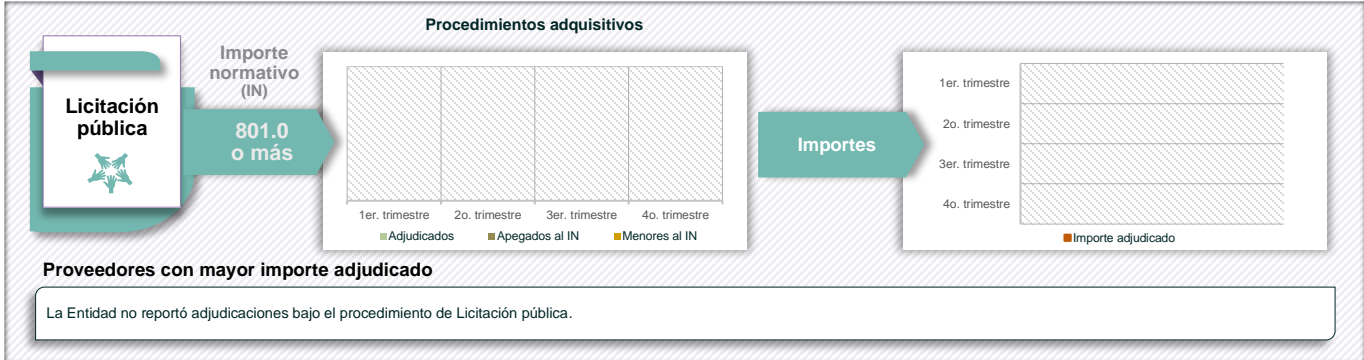 Procedimientos adquisitivos
Licitación
pública
Importe
normativo
(IN)
801.0
o más
1er. trimestre 2o. trimestre 3er. trimestre 4o. trimestre
Adjudicados Apegados al IN Menores al IN
Importes
1er. trimestre
2o. trimestre
3er. trimestre
4o. trimestre
Importe adjudicado
Proveedores con mayor importe adjudicado
La Entidad no reportó adjudicaciones bajo el procedimiento de Licitación pública.